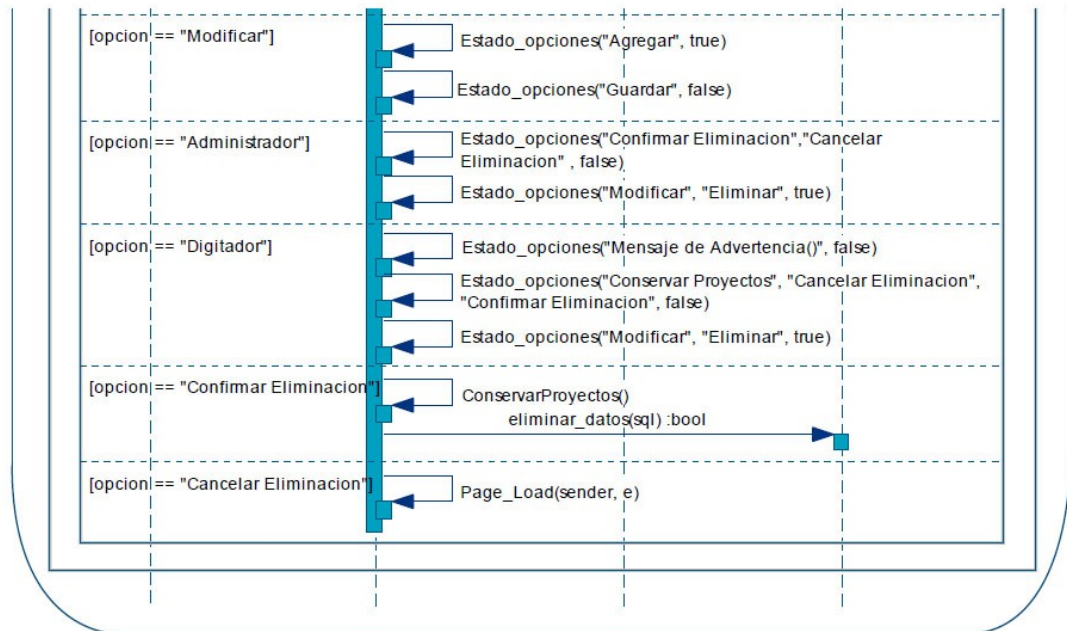 [opcion == "Modificar"]
Estado_opciones("Agregar", true)
Estado_opciones("Guardar", false)
[opcion == "Administrador"]
Estado_opciones("Confirmar Eliminacion","Cancelar
Eliminacion" , false)
Estado_opciones("Modificar", "Eliminar", true)
[opcion == "Digitador"]
Estado_opciones("Mensaje de Advertencia()", false)
Estado_opciones("Conservar Proyectos", "Cancelar Eliminacion",
"Confirmar Eliminacion", false)
Estado_opciones("Modificar", "Eliminar", true)
[opcion == "Confirmar Eliminacion"]
ConservarProyectos()
eliminar_datos(sql) :bool
[opcion == "Cancelar Eliminacion"]
Page_Load(sender, e)